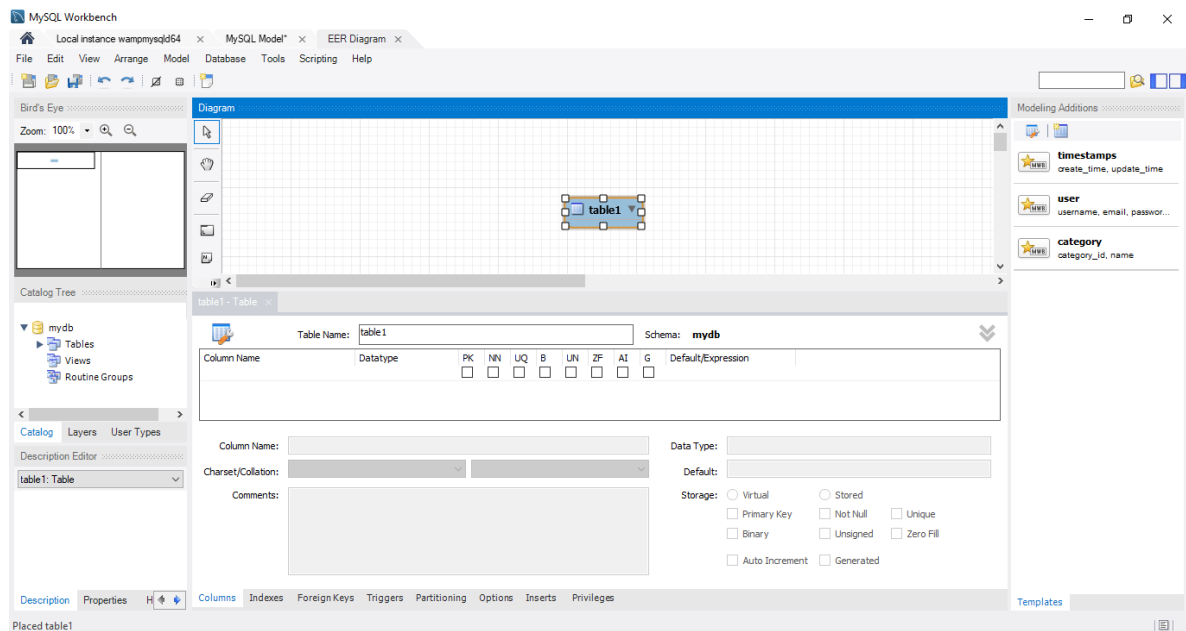 MySQL Workbench
Local instance wampmysqld64 × MySQL Model* × EER Diagram ×
File Edit View Arrange Model Database Tools Scripting Help
Bird's Eye
Zoom: 100%
Diagram
Modeling Additions
timestamps
create_time, update_time
user
username, email, passwor...
category
category_id, name
table1
Catalog Tree
mydb
Tables
Views
Routine Groups
Catalog Layers User Types
Description Editor
table1: Table
Description Properties H
table1 - Table ×
Table Name: table1 Schema: mydb
Column Name Datatype PK NN UQ B UN ZF AI G Default/Expression
Column Name: Data Type:
Charset/Collation: Default:
Comments: Storage: Virtual Stored
Primary Key Not Null Unique
Binary Unsigned Zero Fill
Auto Increment Generated
Columns Indexes Foreign Keys Triggers Partitioning Options Inserts Privileges
Templates
Placed table1